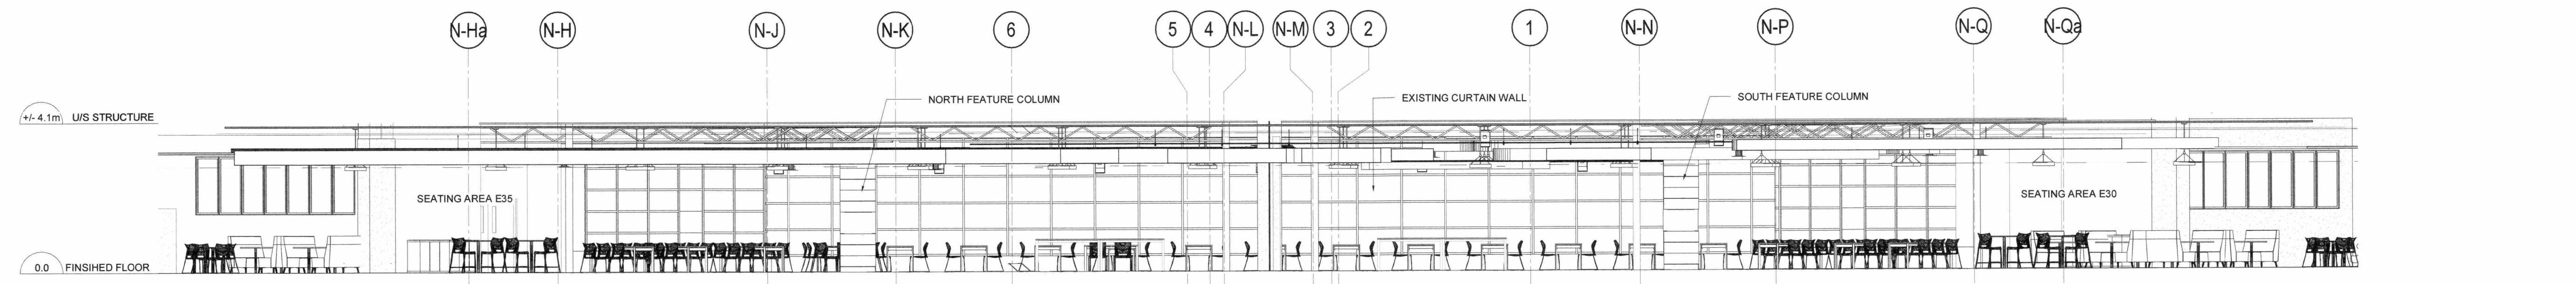 N-Ha N-H N-J N-K 6 5 4 N-L N-M 3 2 1 N-N N-P N-Q N-Qa
NORTH FEATURE COLUMN
EXISTING CURTAIN WALL
SOUTH FEATURE COLUMN
+/- 4.1m U/S STRUCTURE
SEATING AREA E35
SEATING AREA E30
0.0 FINSIHED FLOOR